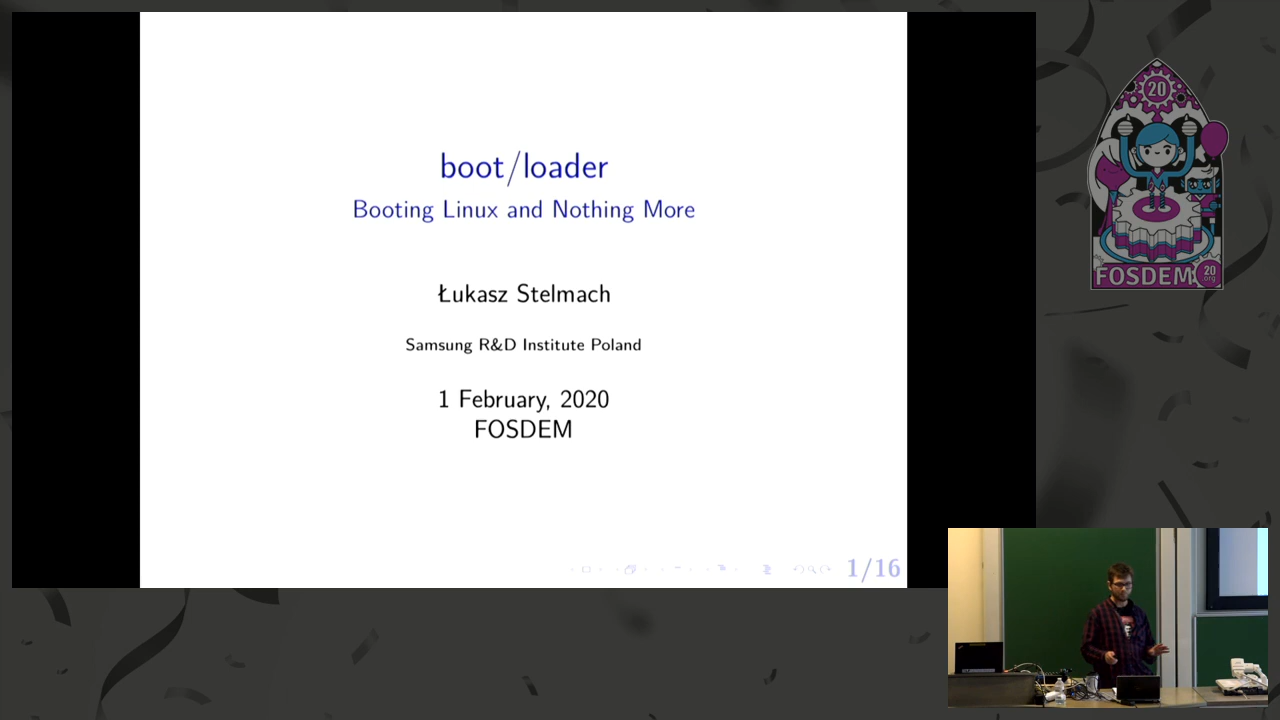 boot/loader
Booting Linux and Nothing More
Łukasz Stelmach
Samsung R&D Institute Poland
1 February, 2020
FOSDEM
1/16
20
FOSDEM 20
.org